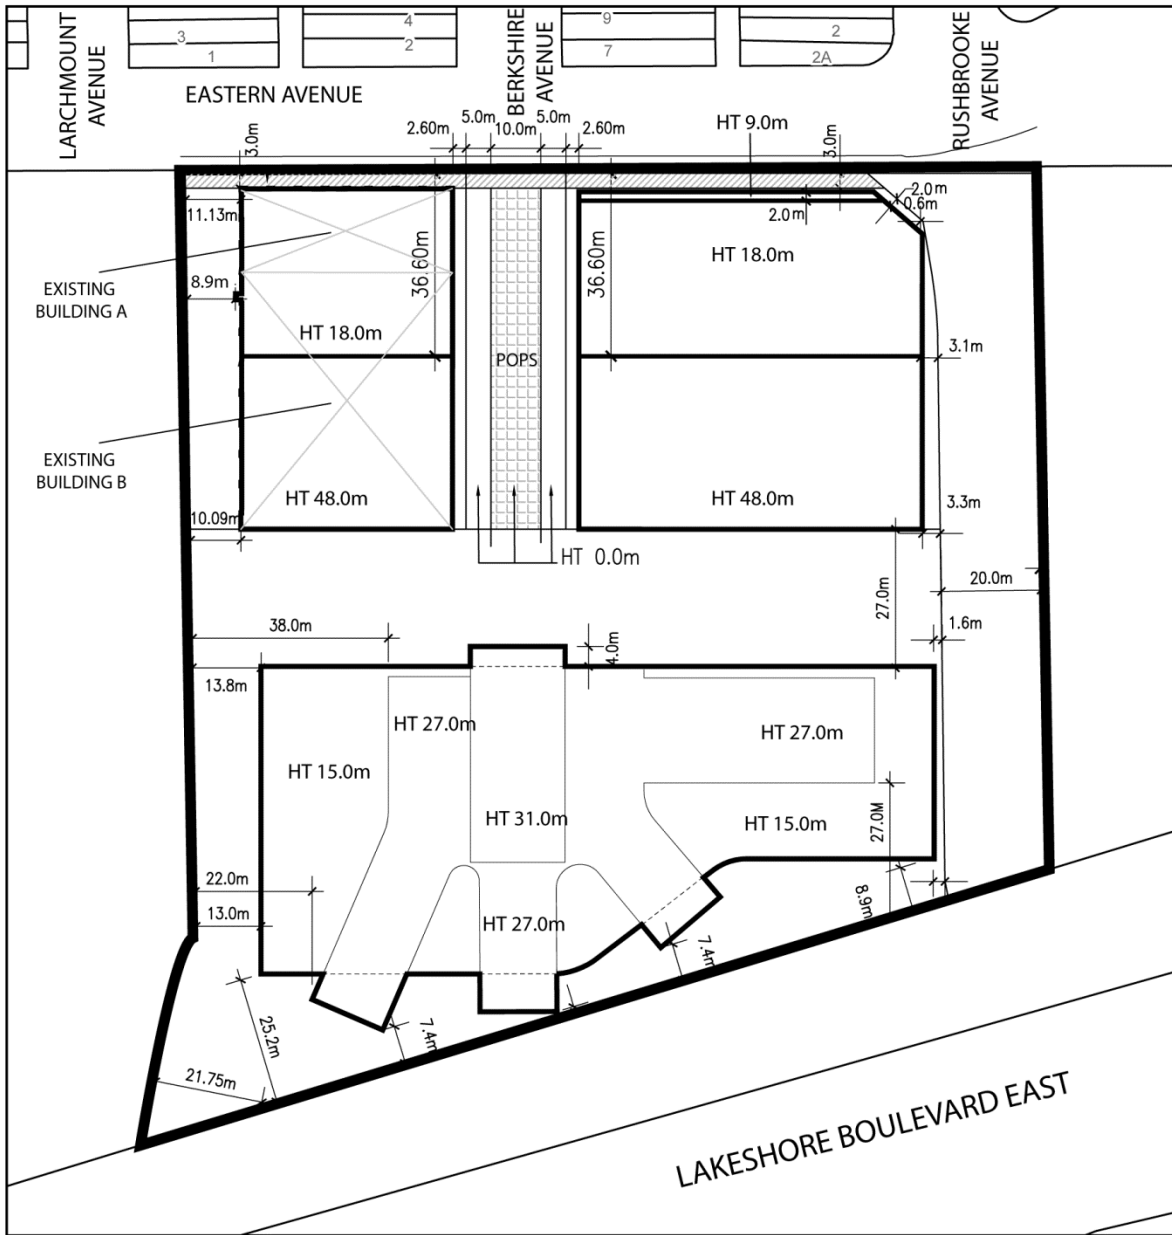 LARCHMOUNT
AVENUE
3
1
4
2
BERKSHIRE
AVENUE
9
7
2
2A
RUSHBROOKE
AVENUE
EASTERN AVENUE
3.0m
2.60m
5.0m
10.0m
5.0m
2.60m
HT 9.0m
3.0m
2.0m
0.6m
11.13m
2.0m
8.9m
EXISTING
BUILDING A
36.60m
36.60m
HT 18.0m
HT 18.0m
POPS
3.1m
EXISTING
BUILDING B
HT 48.0m
HT 48.0m
10.09m
3.3m
HT 0.0m
27.0m
20.0m
38.0m
4.0m
1.6m
13.8m
HT 27.0m
HT 27.0m
HT 15.0m
HT 31.0m
HT 15.0m
27.0M
22.0m
13.0m
HT 27.0m
8.9m
7.4m
25.2m
7.4m
21.75m
LAKESHORE BOULEVARD EAST